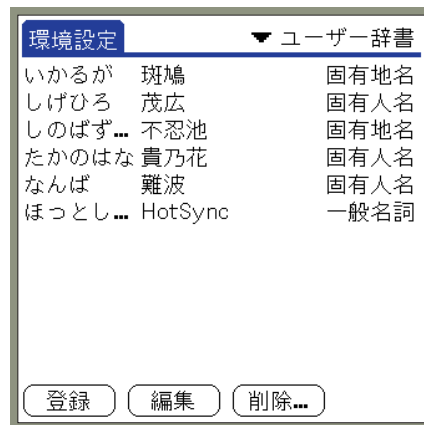 環境設定 ▼ ユーザー辞書
いかるが 斑鳩 固有地名
しげひろ 茂広 固有人名
しのばず... 不忍池 固有地名
たかのはな 貴乃花 固有人名
なんば 難波 固有人名
ほっとし... HotSync 一般名詞
登録 編集 削除...